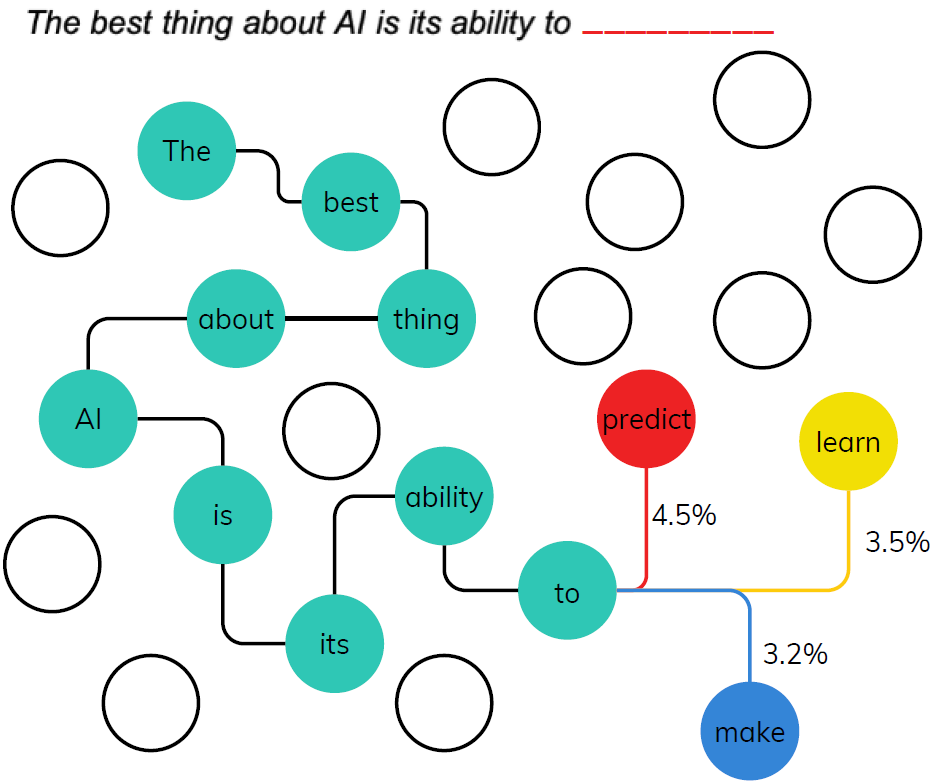 The best thing about AI is its ability to _________
The
best
about
thing
AI
predict
learn
is
ability
4.5%
3.5%
to
its
3.2%
make